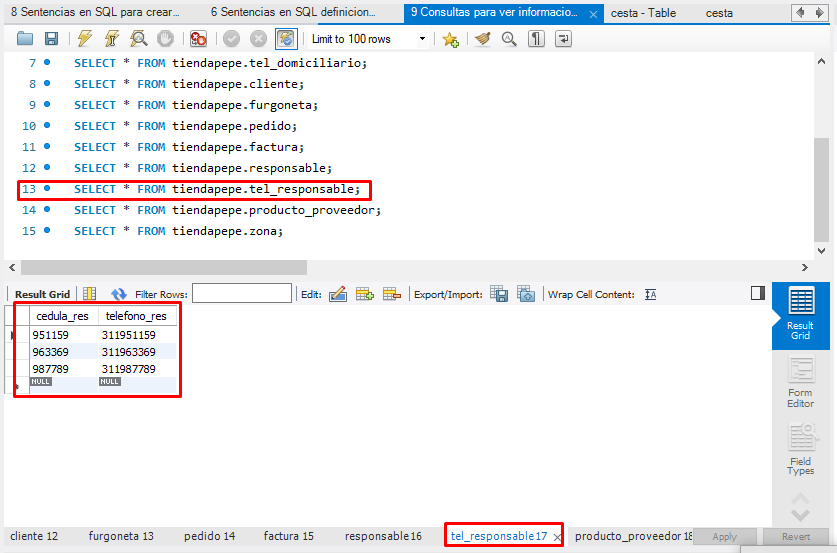 8 Sentencias en SQL para crear... 6 Sentencias en SQL definicion... 9 Consultas para ver informacio... cesta - Table cesta
Limit to 100 rows
7 SELECT * FROM tiendapepe.tel_domiciliario;
8 SELECT * FROM tiendapepe.cliente;
9 SELECT * FROM tiendapepe.furgoneta;
10 SELECT * FROM tiendapepe.pedido;
11 SELECT * FROM tiendapepe.factura;
12 SELECT * FROM tiendapepe.responsable;
13 SELECT * FROM tiendapepe.tel_responsable;
14 SELECT * FROM tiendapepe.producto_proveedor;
15 SELECT * FROM tiendapepe.zona;
Result Grid Filter Rows: Edit: Export/Import: Wrap Cell Content: IA
cedula_res telefono_res
951159 311951159
963369 311963369
987789 311987789
NULL NULL
Result
Grid
Form
Editor
Field
Types
cliente 12 furgoneta 13 pedido 14 factura 15 responsable 16 tel_responsable 17 producto_proveedor 18 Apply Revert